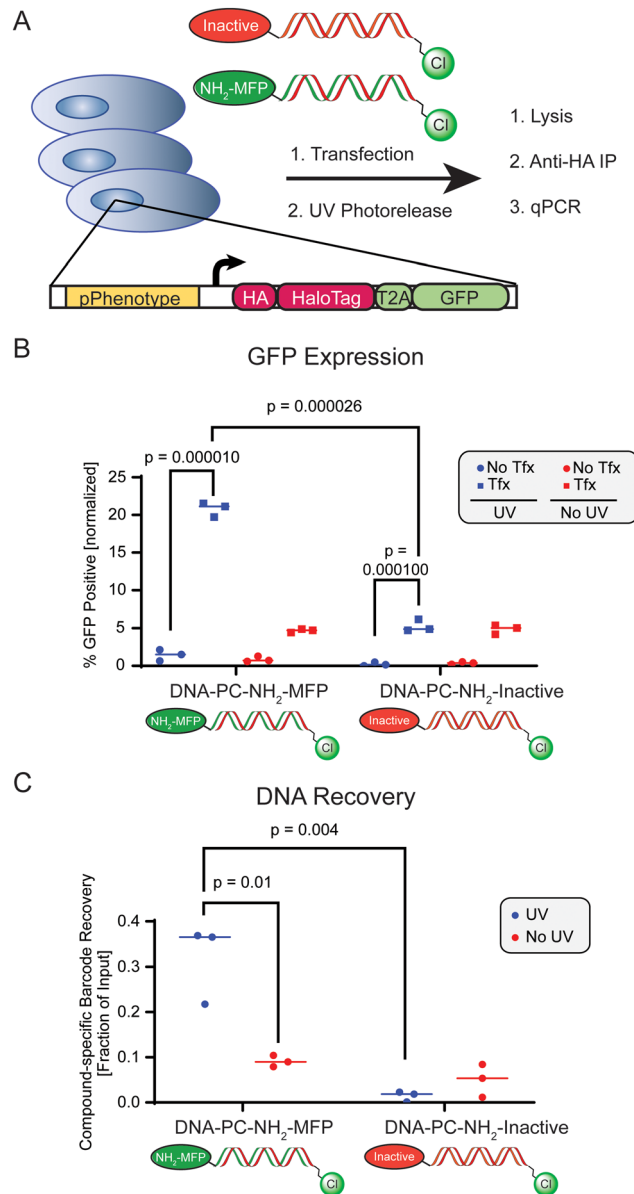 A
Inactive
Cl
NH2-MFP
Cl
1. Transfection
2. UV Photorelease
1. Lysis
2. Anti-HA IP
3. qPCR
pPhenotype
HA
HaloTag
T2A
GFP
B
GFP Expression
p = 0.000026
p = 0.000010
p =
0.000100
No Tfx No Tfx
Tfx Tfx
UV No UV
% GFP Positive [normalized]
25
20
15
10
5
0
DNA-PC-NH2-MFP DNA-PC-NH2-Inactive
NH2-MFP Cl Inactive Cl
C
DNA Recovery
p = 0.004
p = 0.01
UV
No UV
Compound-specific Barcode Recovery
[Fraction of Input]
0.4
0.3
0.2
0.1
0.0
DNA-PC-NH2-MFP DNA-PC-NH2-Inactive
NH2-MFP Cl Inactive Cl